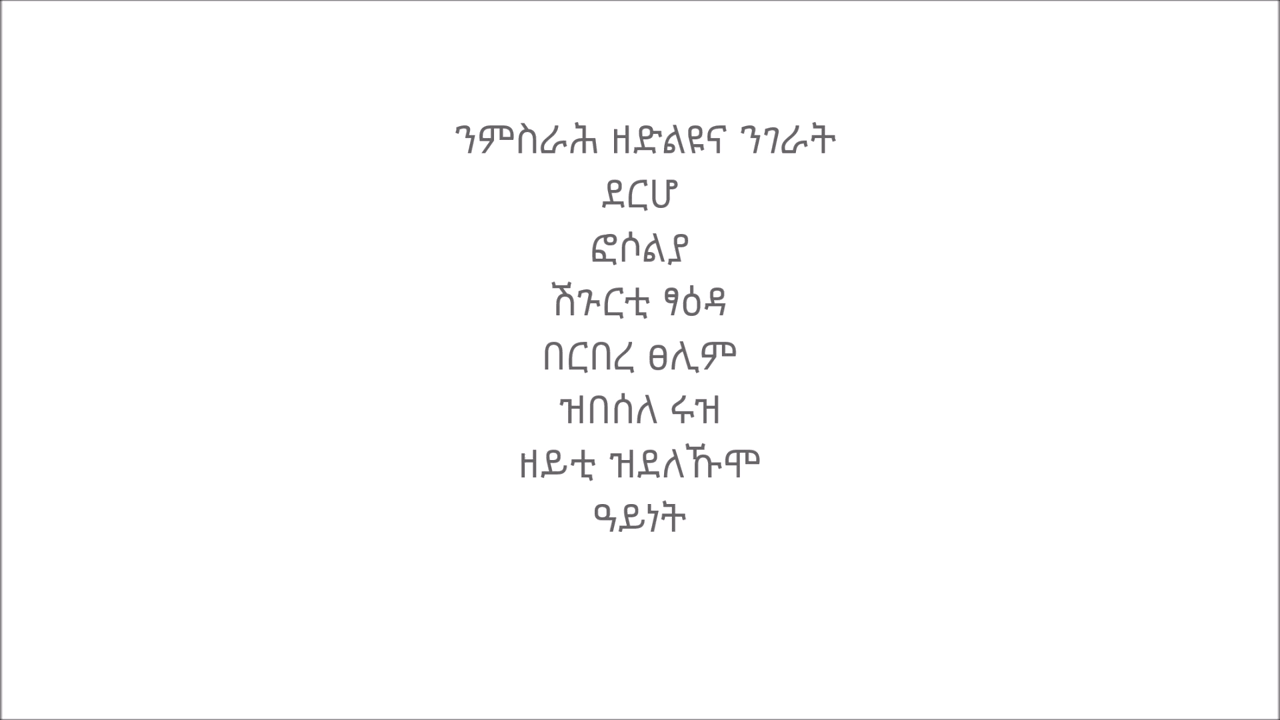 ንምስራሕ ዘድልዩና ንገራት
ደርሆ
ፎሶልያ
ሽጉርቲ ፃዕዳ
በርበረ ፀሊም
ዝበሰለ ሩዝ
ዘይቲ ዝደለኹሞ
ዓይነት